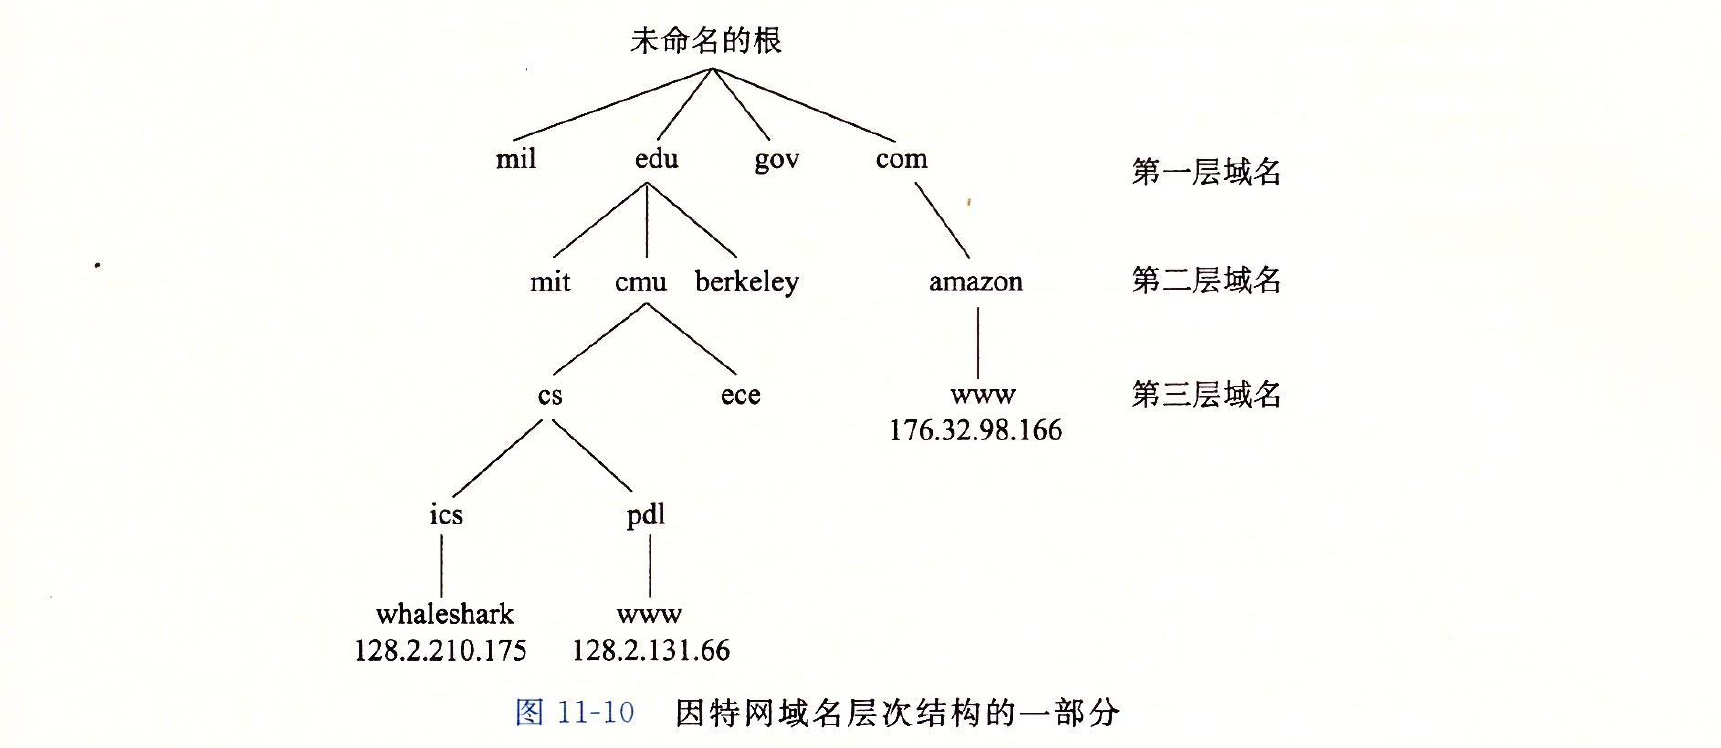 未命名的根
mil edu gov com 第一层域名
mit cmu berkeley amazon 第二层域名
cs ece www 第三层域名
176.32.98.166
ics pdl
whaleshark www
128.2.210.175 128.2.131.66
图 11-10 因特网域名层次结构的一部分